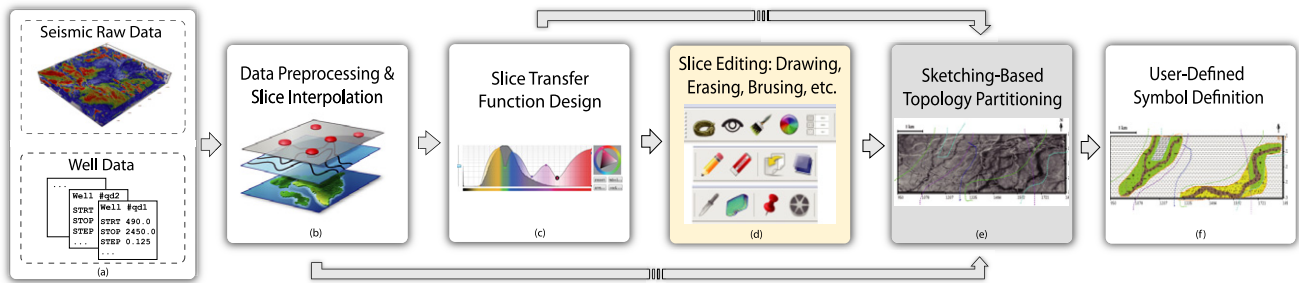 Seismic Raw Data
Well Data
...
Well #qd2
STRT
STOP
STEP
...
Well #qd1
STRT 490.0
STOP 2450.0
STEP 0.125
...
(a)
Data Preprocessing &
Slice Interpolation
(b)
Slice Transfer
Function Design
(c)
Slice Editing: Drawing,
Erasing, Brusing, etc.
(d)
Sketching-Based
Topology Partitioning
(e)
User-Defined
Symbol Definition
(f)